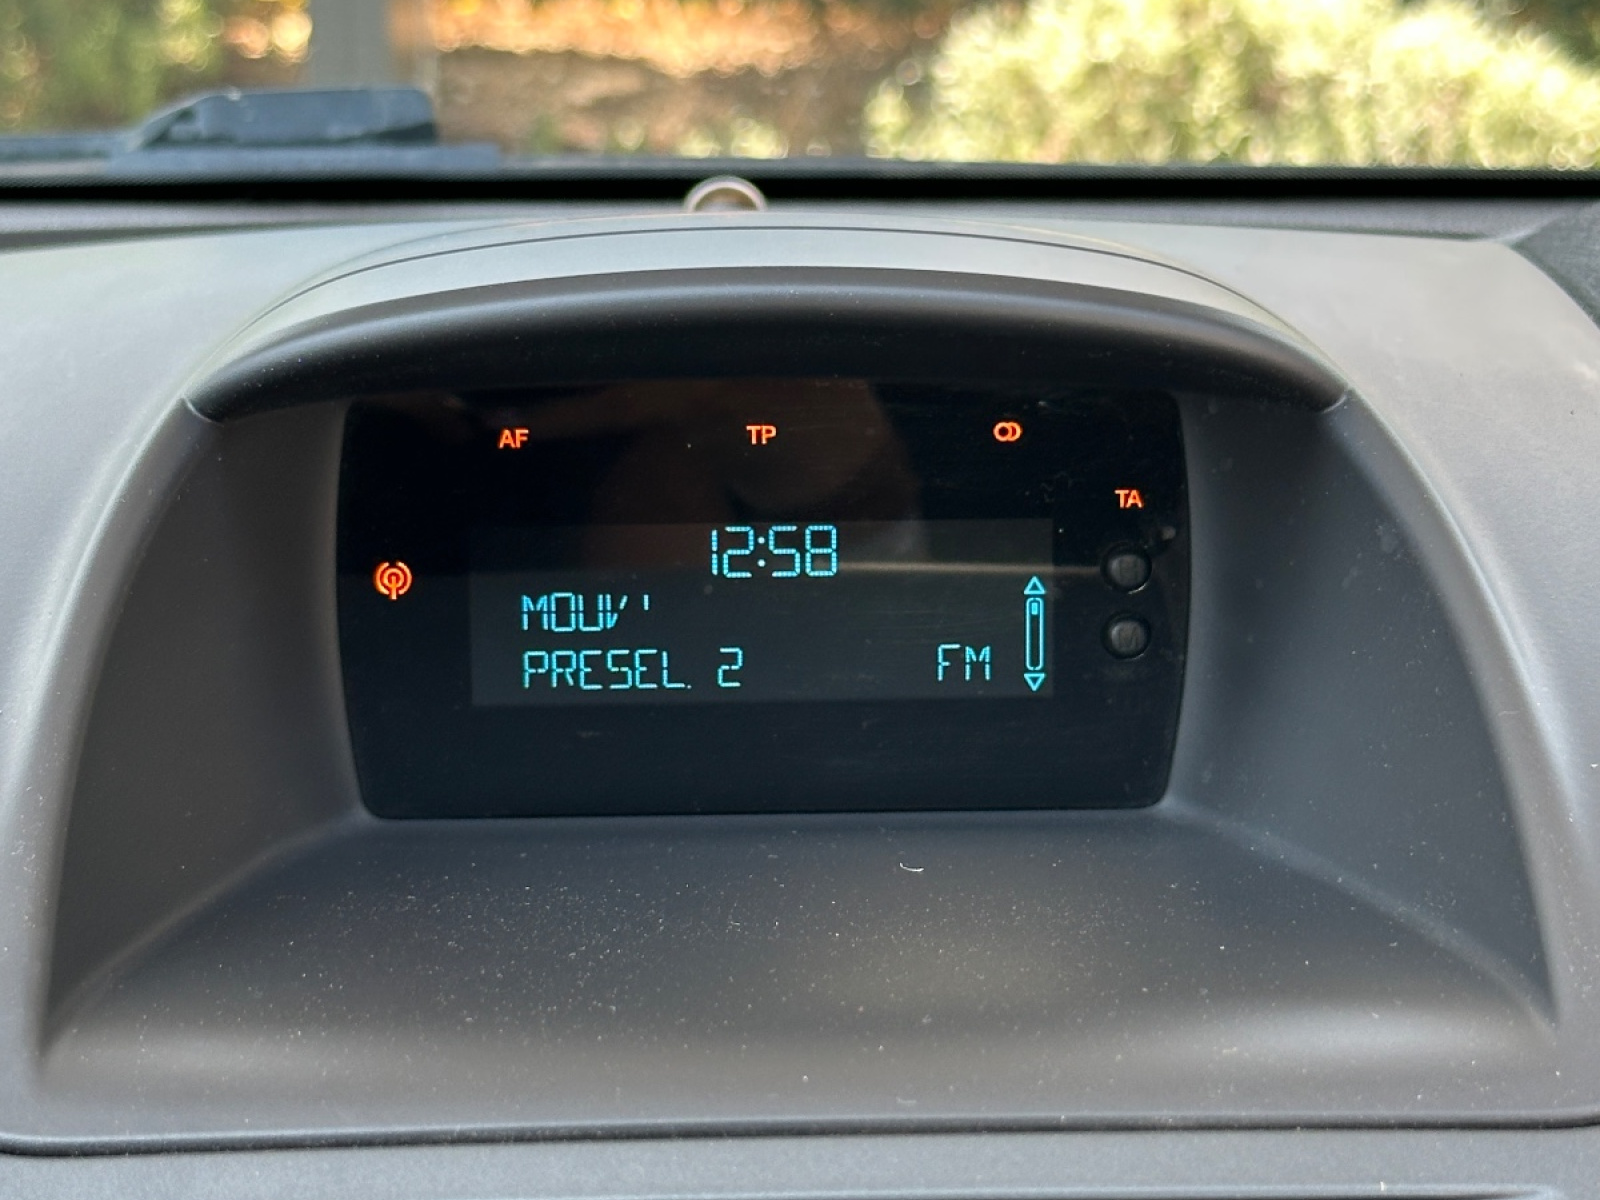 AF TP
TA
12:58
MOUV'
PRESEL. 2 FM
H
M